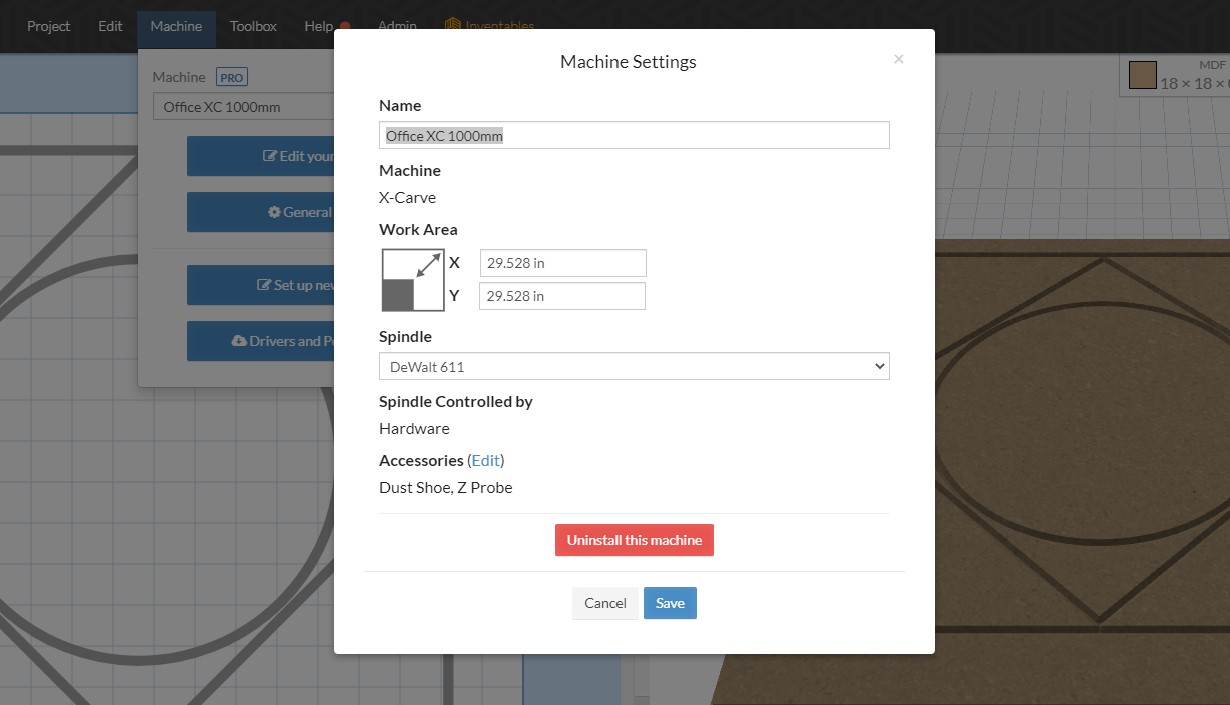 Project Edit Machine Toolbox Help Admin Inventables
Machine Settings
×
Machine PRO
Office XC 1000mm
Edit your
General
Set up new
Drivers and P
MDF
18 × 18 ×
Name
Office XC 1000mm
Machine
X-Carve
Work Area
X 29.528 in
Y 29.528 in
Spindle
DeWalt 611
Spindle Controlled by
Hardware
Accessories (Edit)
Dust Shoe, Z Probe
Uninstall this machine
Cancel Save